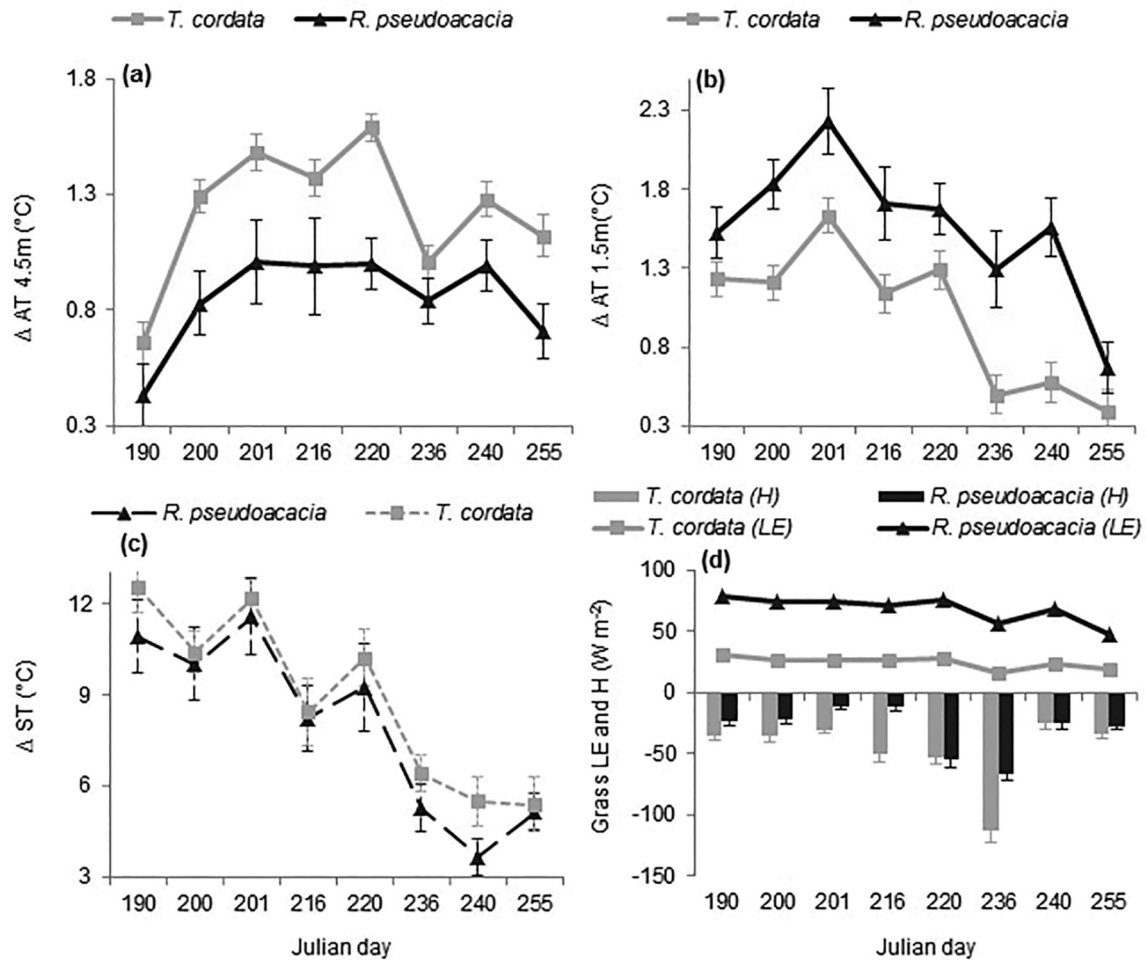 T. cordata R. pseudoacacia
T. cordata R. pseudoacacia
(a)
Δ AT 4.5m (°C)
1.8
1.3
0.8
0.3
190 200 201 216 220 236 240 255
(b)
Δ AT 1.5m(°C)
2.3
1.8
1.3
0.8
0.3
190 200 201 216 220 236 240 255
R. pseudoacacia T. cordata
(c)
Δ ST (°C)
12
9
6
3
190 200 201 216 220 236 240 255
Julian day
T. cordata (H) R. pseudoacacia (H)
T. cordata (LE) R. pseudoacacia (LE)
(d)
Grass LE and H (W m⁻²)
100
50
0
-50
-100
-150
190 200 201 216 220 236 240 255
Julian day